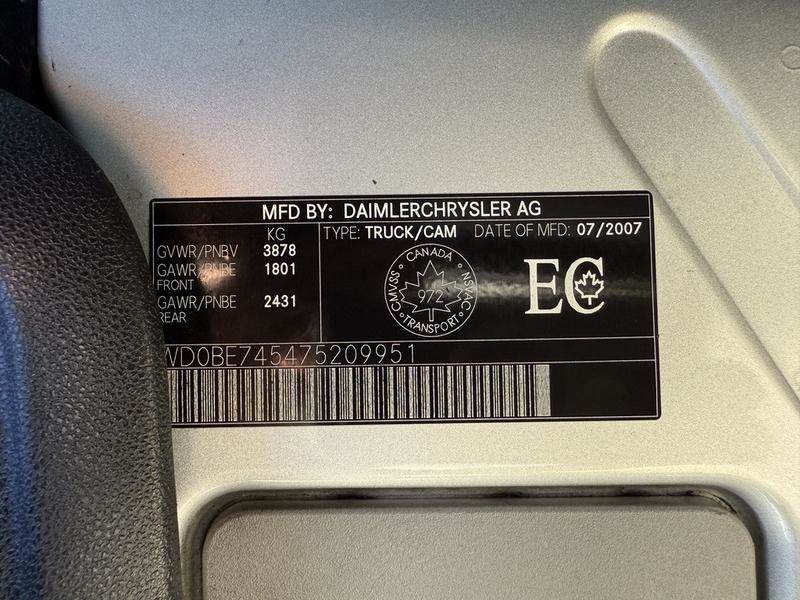 MFD BY: DAIMLERCHRYSLER AG
KG
GVWR/PNBV 3878
GAWR/PNBE 1801
FRONT
GAWR/PNBE 2431
REAR
TYPE: TRUCK/CAM DATE OF MFD: 07/2007
CANADA
CMVSS 972 NSVAC
TRANSPORT
EC
WD0BE745475209951